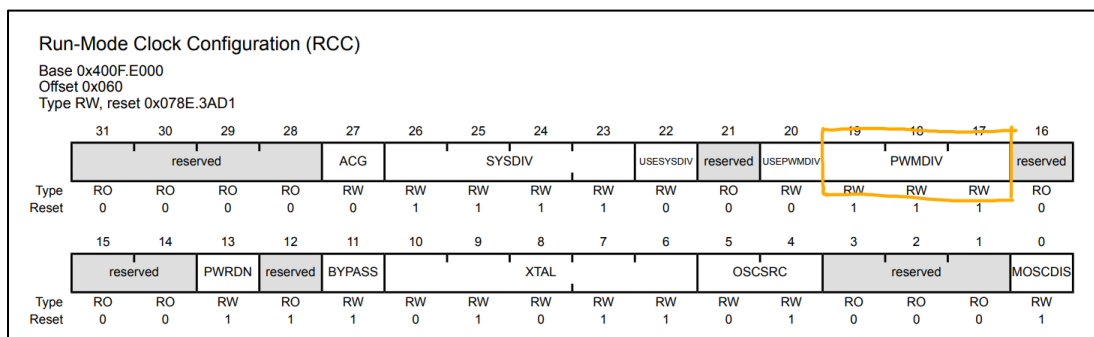 Run-Mode Clock Configuration (RCC)
Base 0x400F.E000
Offset 0x060
Type RW, reset 0x078E.3AD1
31 30 29 28 27 26 25 24 23 22 21 20 19 18 17 16
reserved ACG SYSDIV USESYSDIV reserved USEPWMDIV PWMDIV reserved
Type RO RO RO RO RW RW RW RW RW RW RO RW RW RW RW RO
Reset 0 0 0 0 0 1 1 1 1 0 0 0 1 1 1 0
15 14 13 12 11 10 9 8 7 6 5 4 3 2 1 0
reserved PWRDN reserved BYPASS XTAL OSCSRC reserved MOSCDIS
Type RO RO RW RO RW RW RW RW RW RW RW RW RO RO RO RW
Reset 0 0 1 1 1 0 1 0 1 1 0 1 0 0 0 1